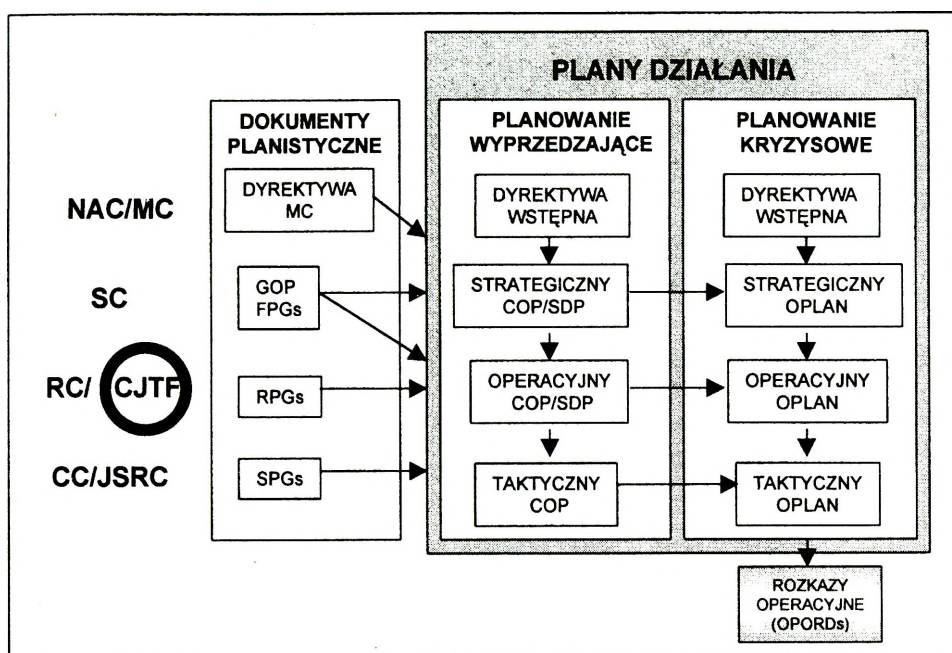 PLANY DZIAŁANIA
DOKUMENTY
PLANISTYCZNE
PLANOWANIE
WYPRZEDZAJĄCE
PLANOWANIE
KRYZYSOWE
NAC/MC
DYREKTYWA
MC
DYREKTYWA
WSTĘPNA
DYREKTYWA
WSTĘPNA
SC
GOP
FPGs
STRATEGICZNY
COP/SDP
STRATEGICZNY
OPLAN
RC/ CJTF
RPGs
OPERACYJNY
COP/SDP
OPERACYJNY
OPLAN
CC/JSRC
SPGs
TAKTYCZNY
COP
TAKTYCZNY
OPLAN
ROZKAZY
OPERACYJNE
(OPORDs)